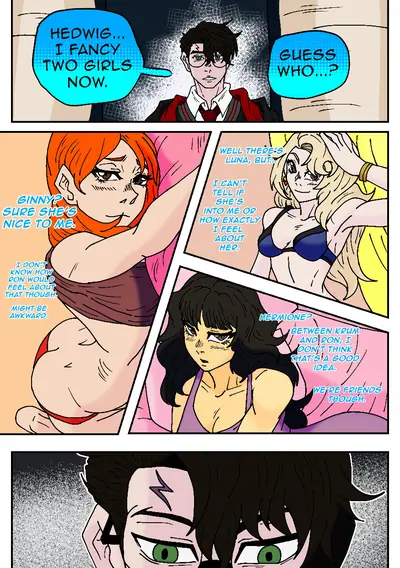 HEDWIG...
I FANCY
TWO GIRLS
NOW.
GUESS
WHO...?
GINNY?
SURE SHE'S
NICE TO ME.
I DON'T
KNOW HOW
RON WOULD
FEEL ABOUT
THAT THOUGH.
MIGHT BE
AWKWARD.
WELL THERE'S
LUNA, BUT...
I CAN'T
TELL IF
SHE'S
INTO ME OR
HOW EXACTLY
I FEEL
ABOUT
HER.
HERMIONE?
BETWEEN KRUM
AND RON, I
DON'T THINK
THAT'S A GOOD
IDEA.
WE'RE FRIENDS
THOUGH.